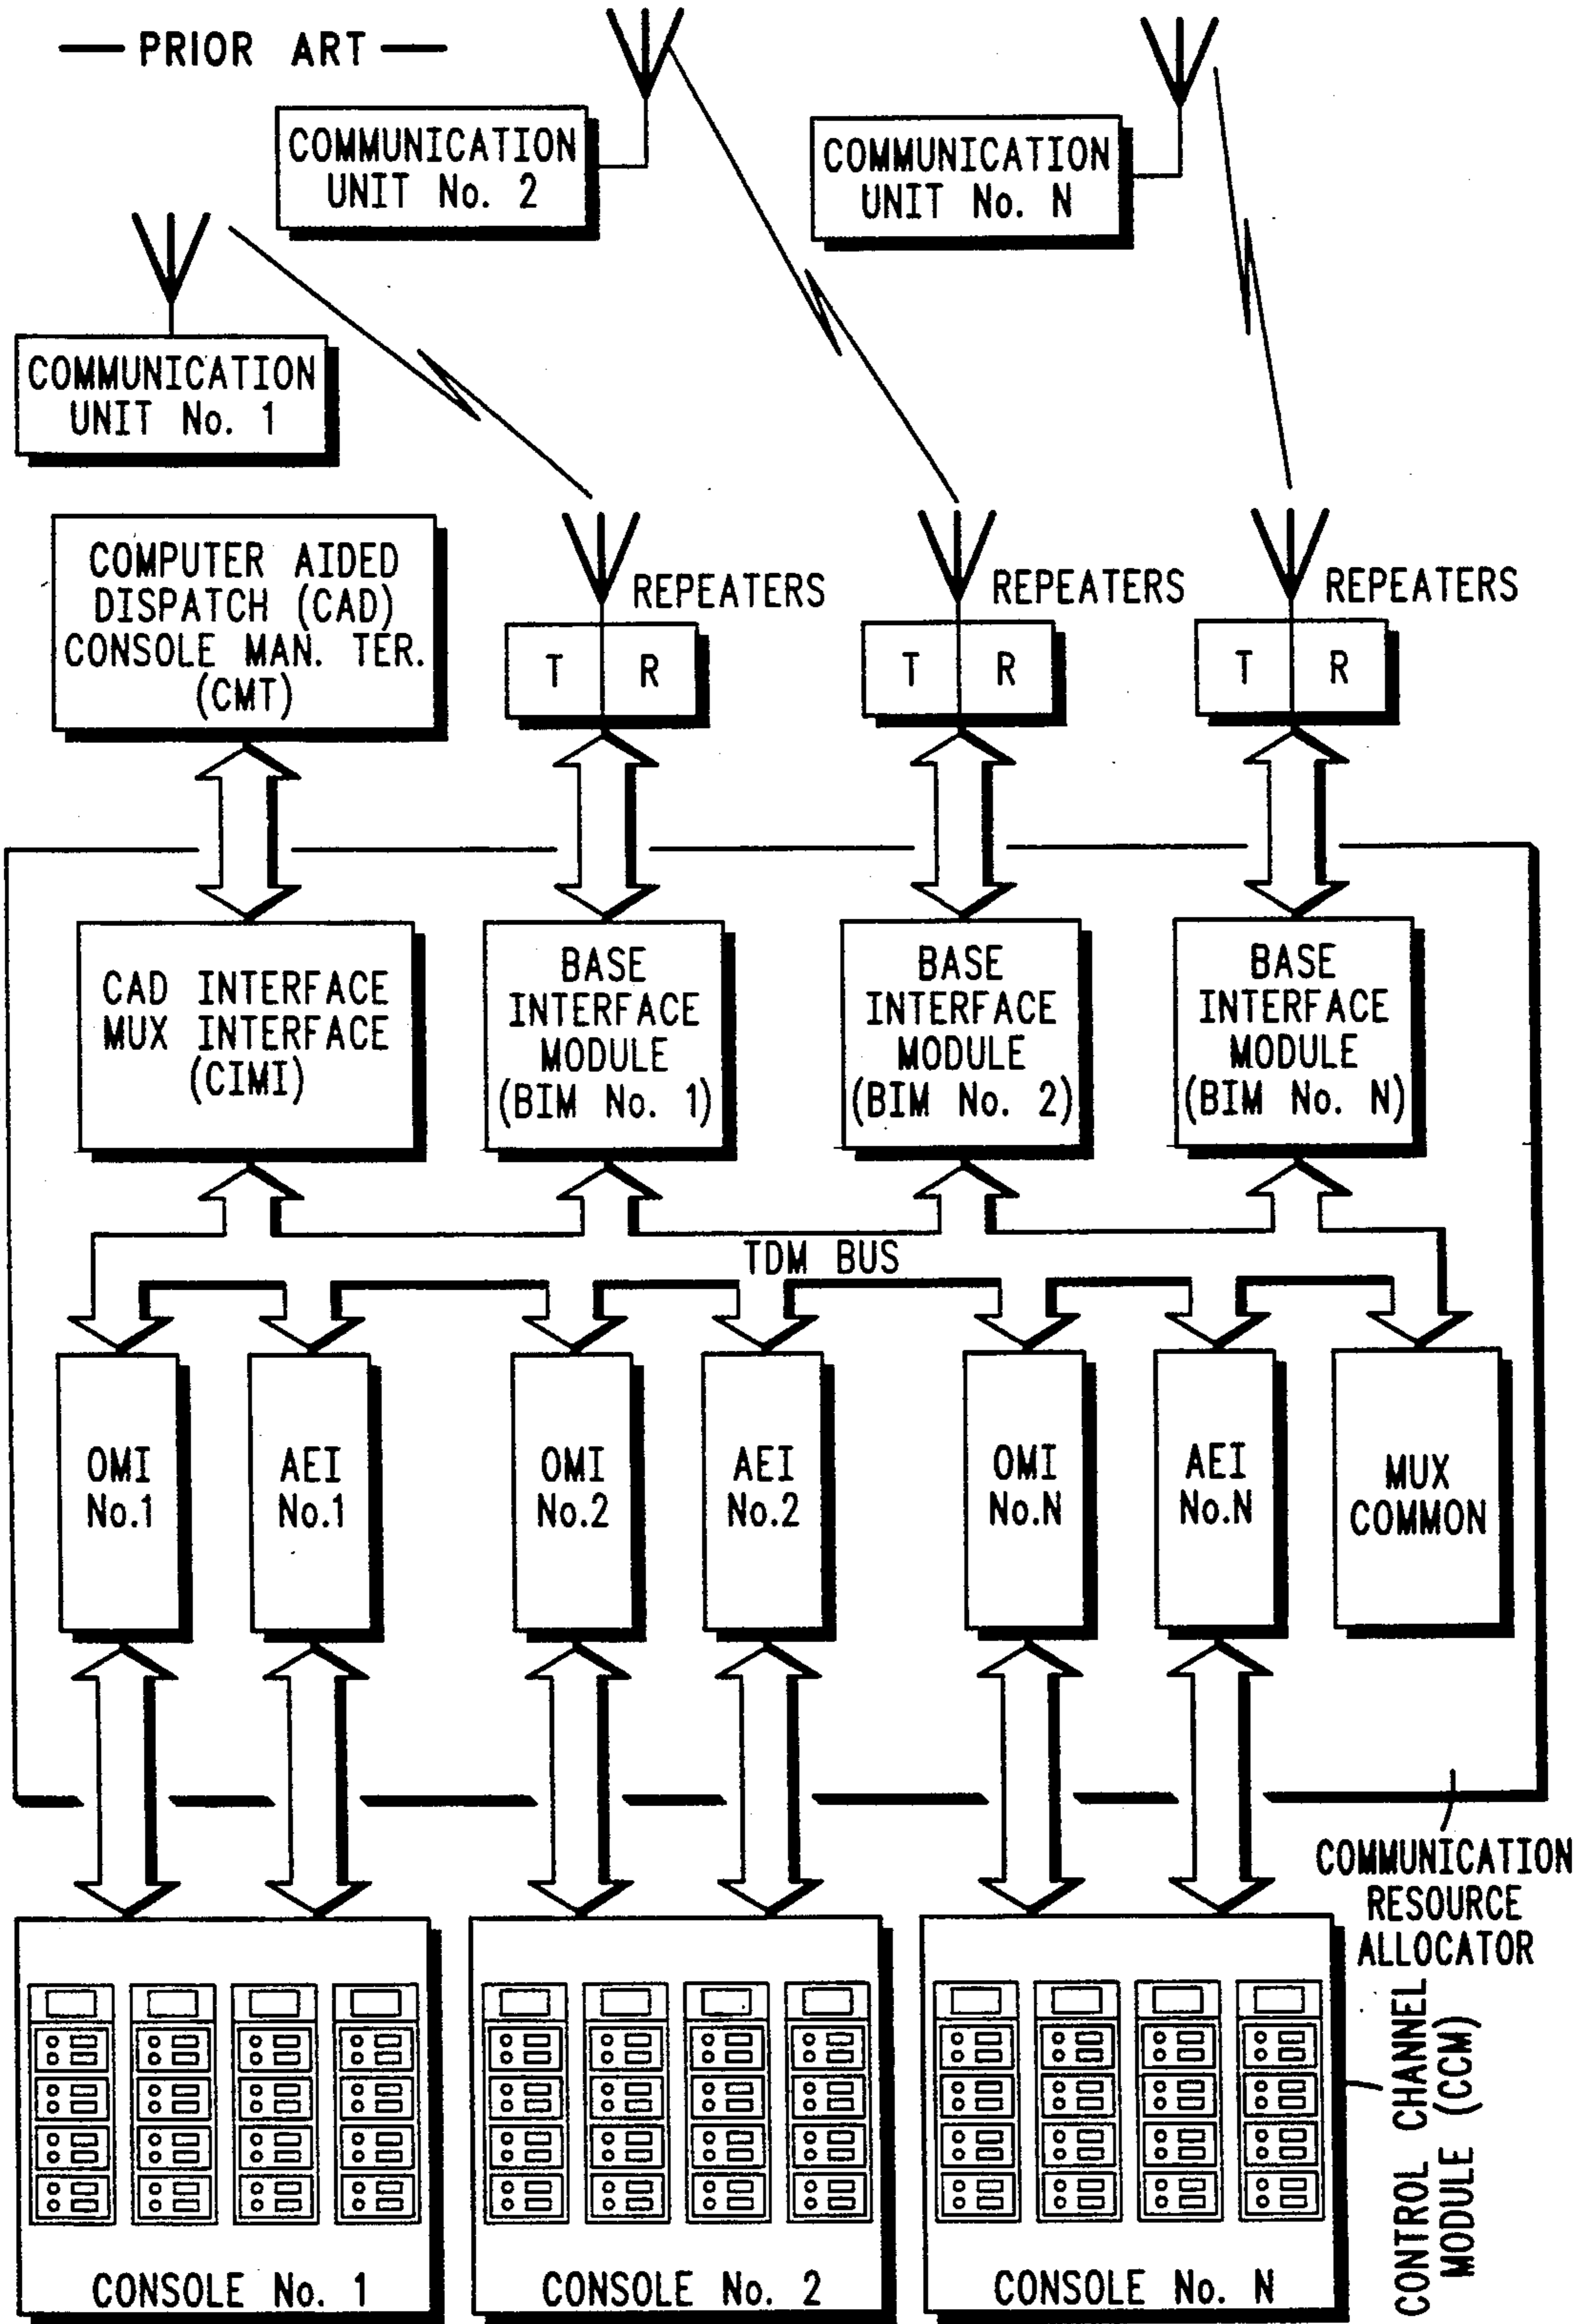 — PRIOR ART —
COMMUNICATION
UNIT No. 2
COMMUNICATION
UNIT No. N
COMMUNICATION
UNIT No. 1
COMPUTER AIDED
DISPATCH (CAD)
CONSOLE MAN. TER.
(CMT)
REPEATERS
T
R
REPEATERS
T
R
REPEATERS
T
R
CAD INTERFACE
MUX INTERFACE
(CIMI)
BASE
INTERFACE
MODULE
(BIM No. 1)
BASE
INTERFACE
MODULE
(BIM No. 2)
BASE
INTERFACE
MODULE
(BIM No. N)
TDM BUS
OMI
No.1
AEI
No.1
OMI
No.2
AEI
No.2
OMI
No.N
AEI
No.N
MUX
COMMON
COMMUNICATION
RESOURCE
ALLOCATOR
CONTROL CHANNEL
MODULE (CCM)
CONSOLE No. 1
CONSOLE No. 2
CONSOLE No. N